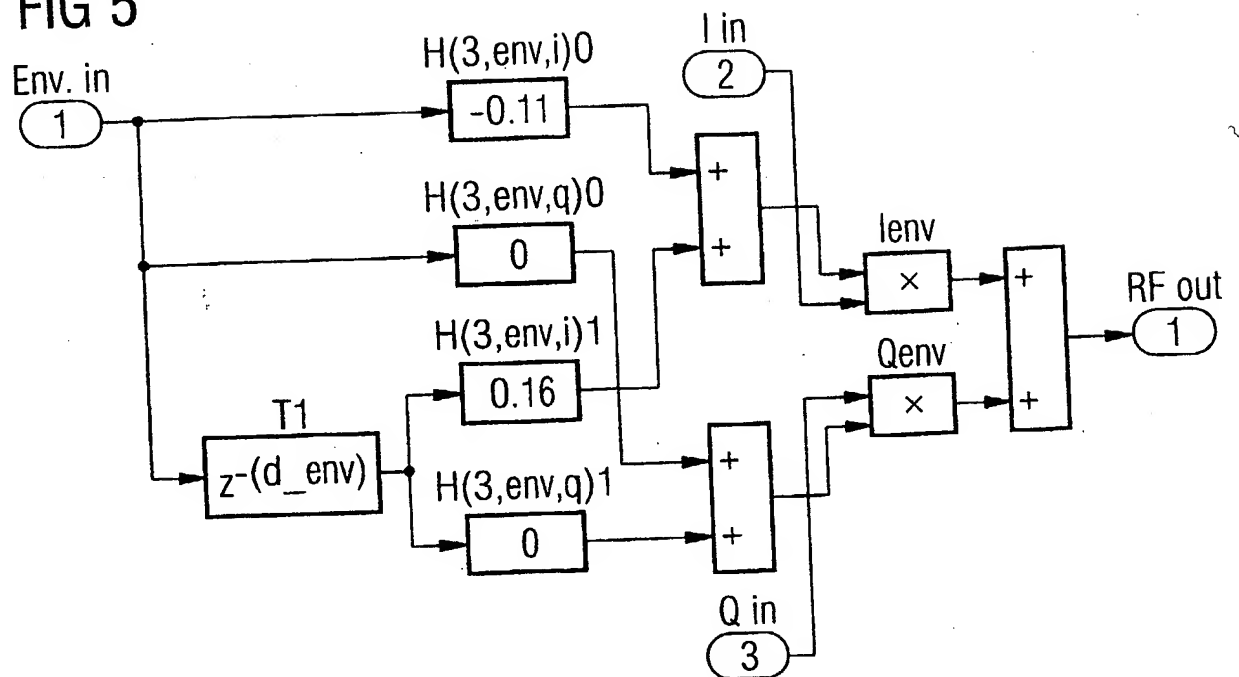 FIG 5
I in
2
Env. in
1
H(3,env,i)0
-0.11
+
+
H(3,env,q)0
0
Ienv
×
+
+
RF out
1
H(3,env,i)1
0.16
Qenv
×
T1
z-(d_env)
H(3,env,q)1
0
+
+
Q in
3